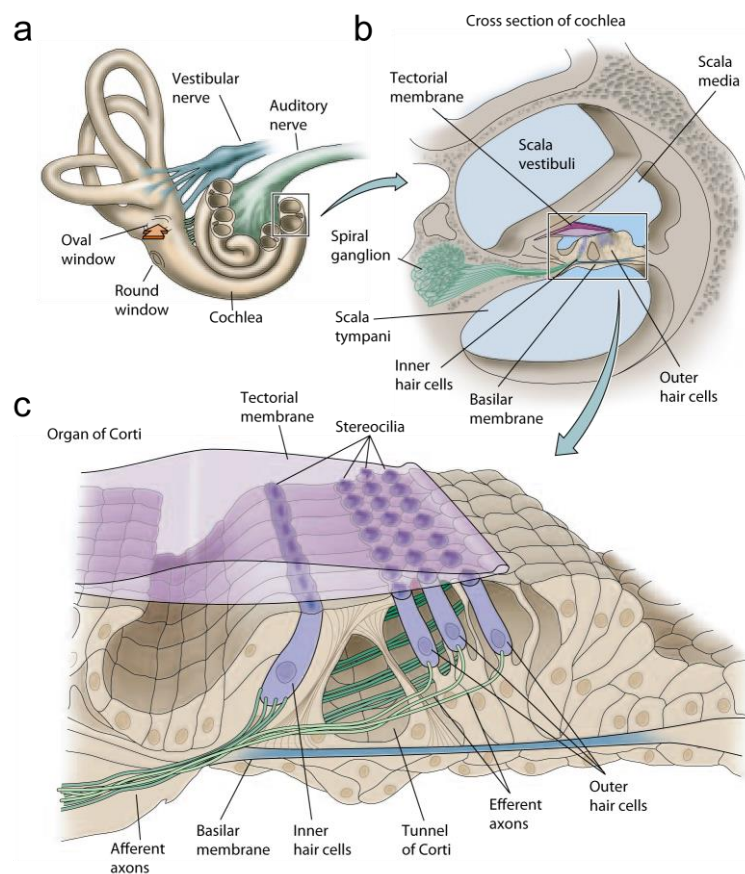 a
Vestibular
nerve
Auditory
nerve
Oval
window
Round
window
Cochlea
b
Cross section of cochlea
Tectorial
membrane
Scala
media
Scala
vestibuli
Spiral
ganglion
Scala
tympani
Inner
hair cells
Basilar
membrane
Outer
hair cells
c
Organ of Corti
Tectorial
membrane
Stereocilia
Afferent
axons
Basilar
membrane
Inner
hair cells
Tunnel
of Corti
Efferent
axons
Outer
hair cells